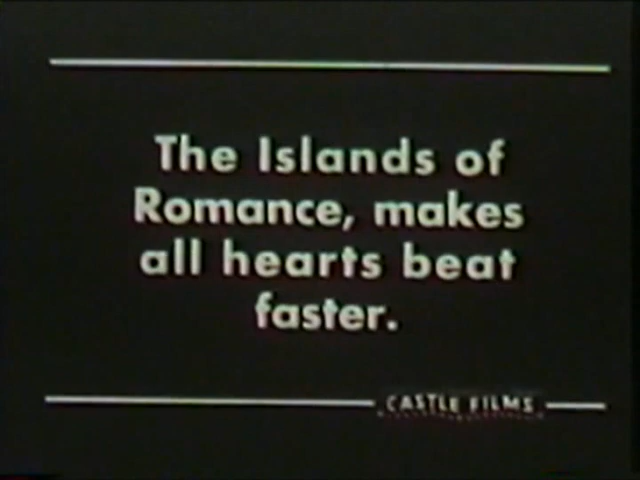 The Islands of
Romance, makes
all hearts beat
faster.
CASTLE FILMS